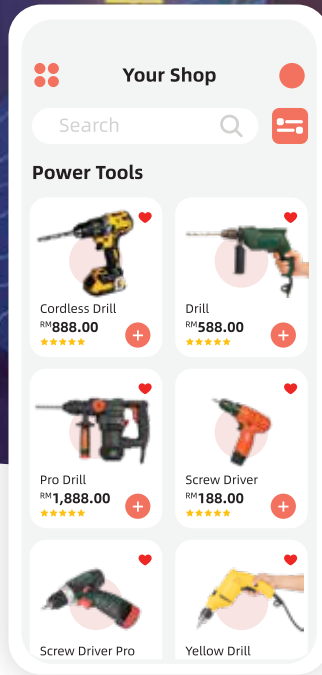 Your Shop
Search
Power Tools
Cordless Drill
RM888.00
Drill
RM588.00
Pro Drill
RM1,888.00
Screw Driver
RM188.00
Screw Driver Pro
Yellow Drill